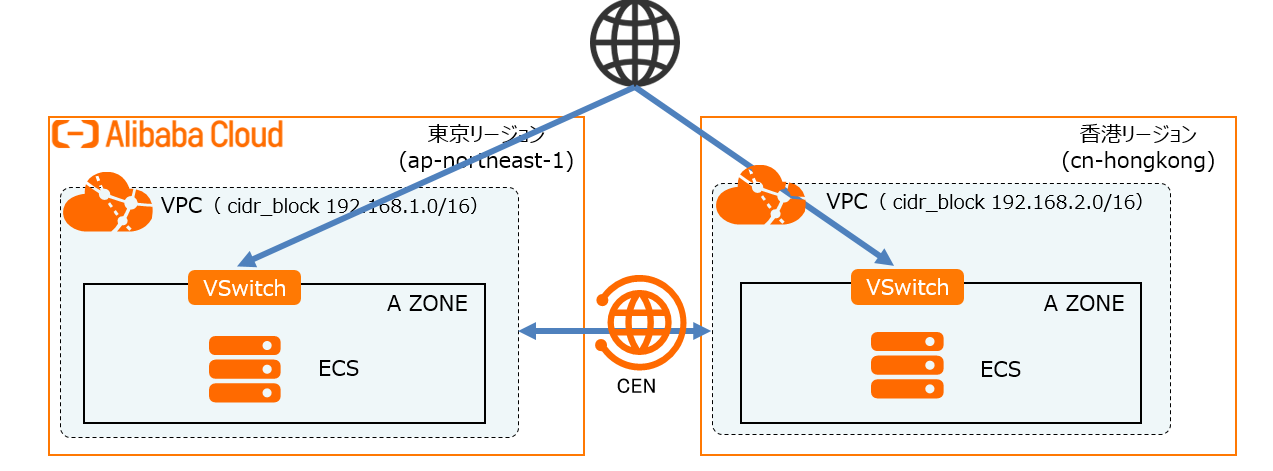 Alibaba Cloud
東京リージョン
(ap-northeast-1)
VPC（ cidr_block 192.168.1.0/16）
VSwitch
A ZONE
ECS
CEN
香港リージョン
(cn-hongkong)
VPC（ cidr_block 192.168.2.0/16）
VSwitch
A ZONE
ECS